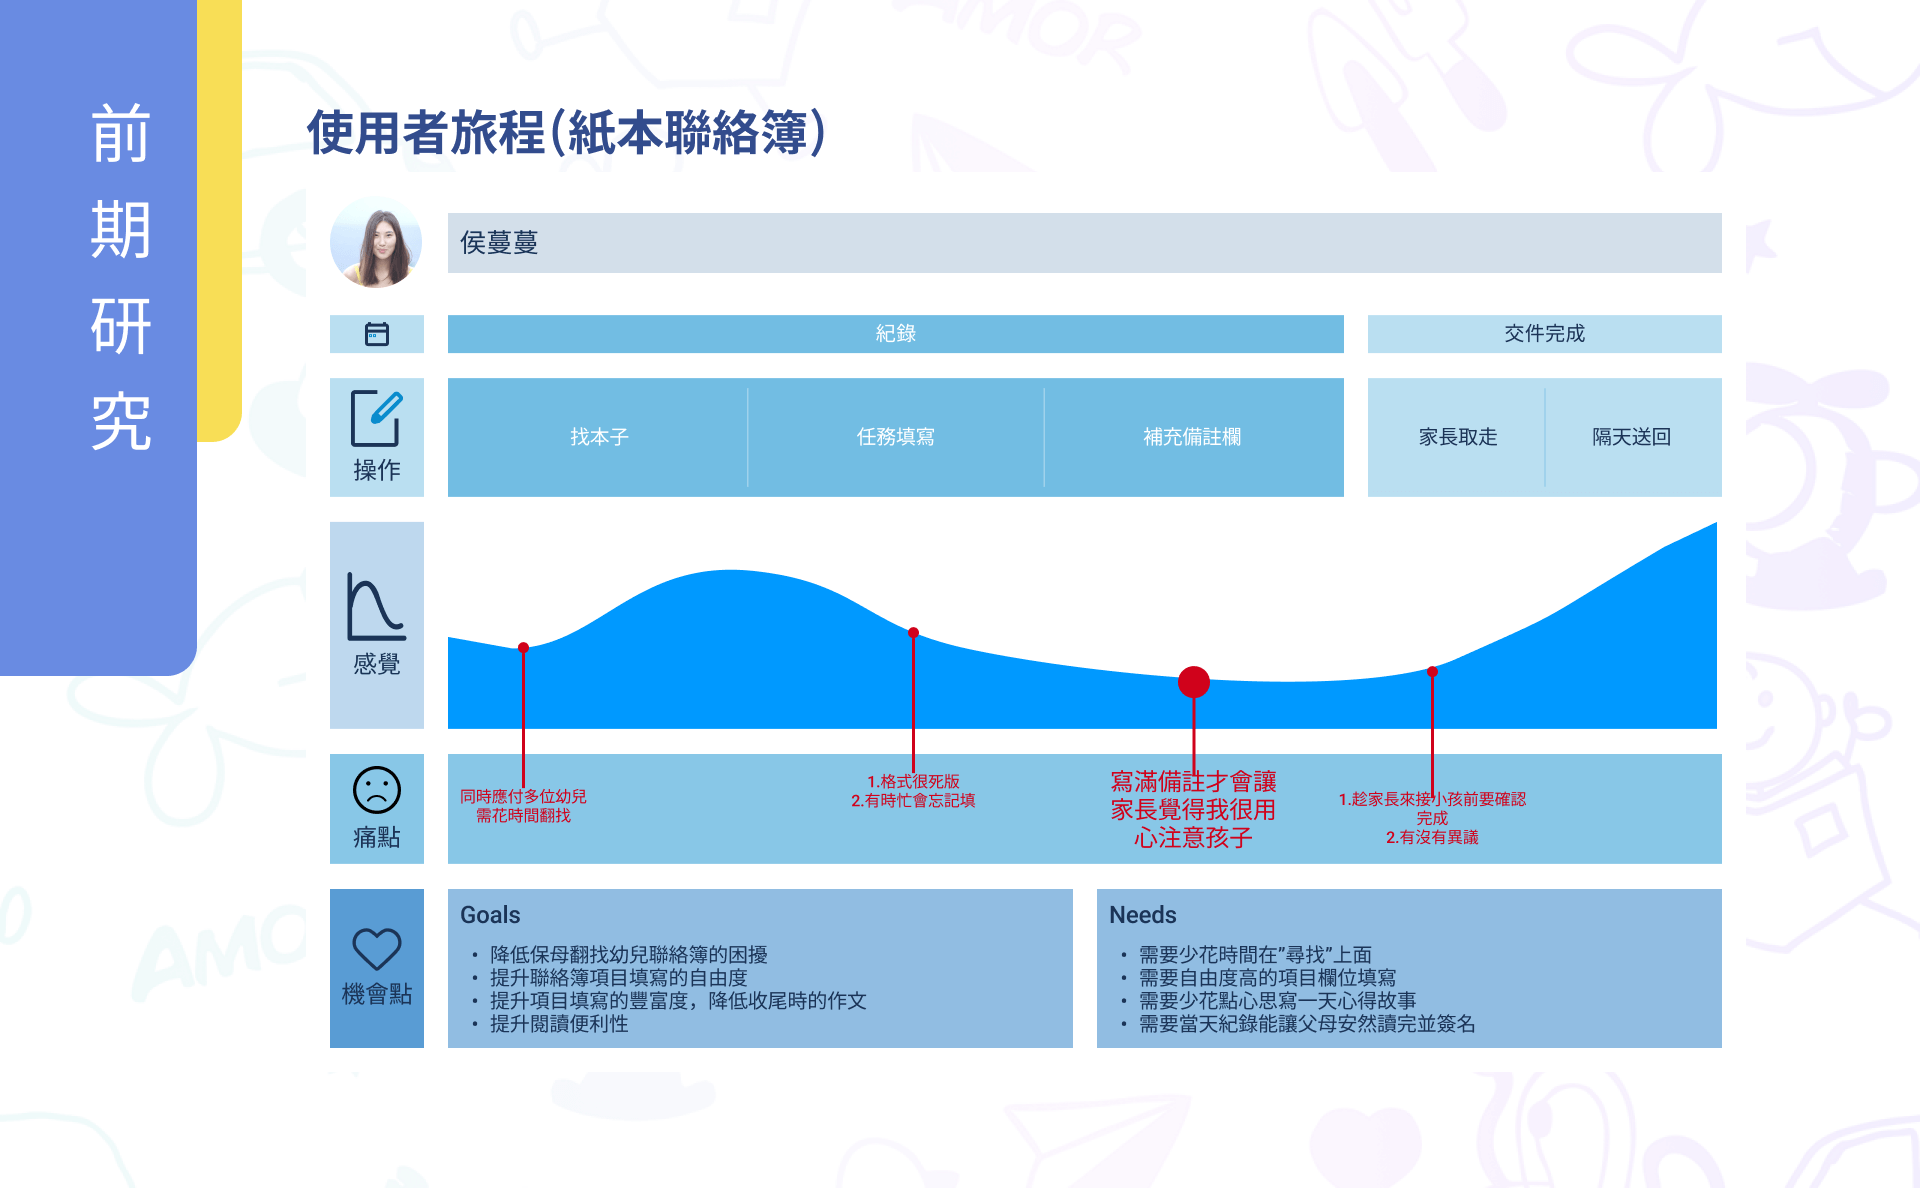 前
期
研
究
使用者旅程(紙本聯絡簿)
侯蔓蔓
紀錄
交件完成
操作
找本子
任務填寫
補充備註欄
家長取走
隔天送回
感覺
痛點
同時應付多位幼兒
需花時間翻找
1.格式很死版
2.有時忙會忘記填
寫滿備註才會讓
家長覺得我很用
心注意孩子
1.趁家長來接小孩前要確認
完成
2.有沒有異議
機會點
Goals
• 降低保母翻找幼兒聯絡簿的困擾
• 提升聯絡簿項目填寫的自由度
• 提升項目填寫的豐富度，降低收尾時的作文
• 提升閱讀便利性
Needs
• 需要少花時間在”尋找”上面
• 需要自由度高的項目欄位填寫
• 需要少花點心思寫一天心得故事
• 需要當天紀錄能讓父母安然讀完並簽名
AMOR
AMO